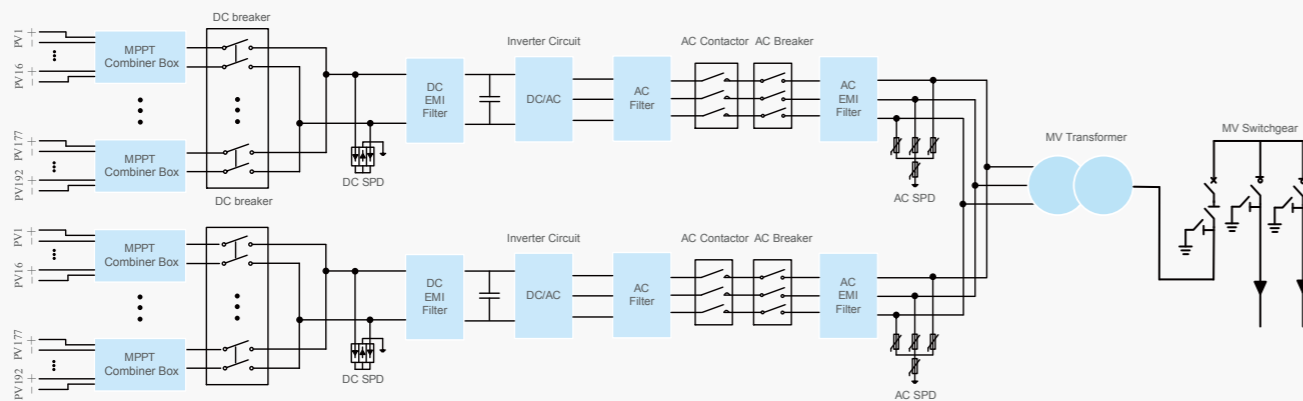 DC breaker
PV1 + −
MPPT
Combiner Box
PV16 + −
PV177 + −
MPPT
Combiner Box
PV192 + −
DC breaker
DC SPD
DC
EMI
Filter
Inverter Circuit
DC/AC
AC
Filter
AC Contactor
AC Breaker
AC
EMI
Filter
AC SPD
MV Transformer
MV Switchgear
PV1 + −
MPPT
Combiner Box
PV16 + −
PV177 + −
MPPT
Combiner Box
PV192 + −
DC SPD
DC
EMI
Filter
Inverter Circuit
DC/AC
AC
Filter
AC Contactor
AC Breaker
AC
EMI
Filter
AC SPD